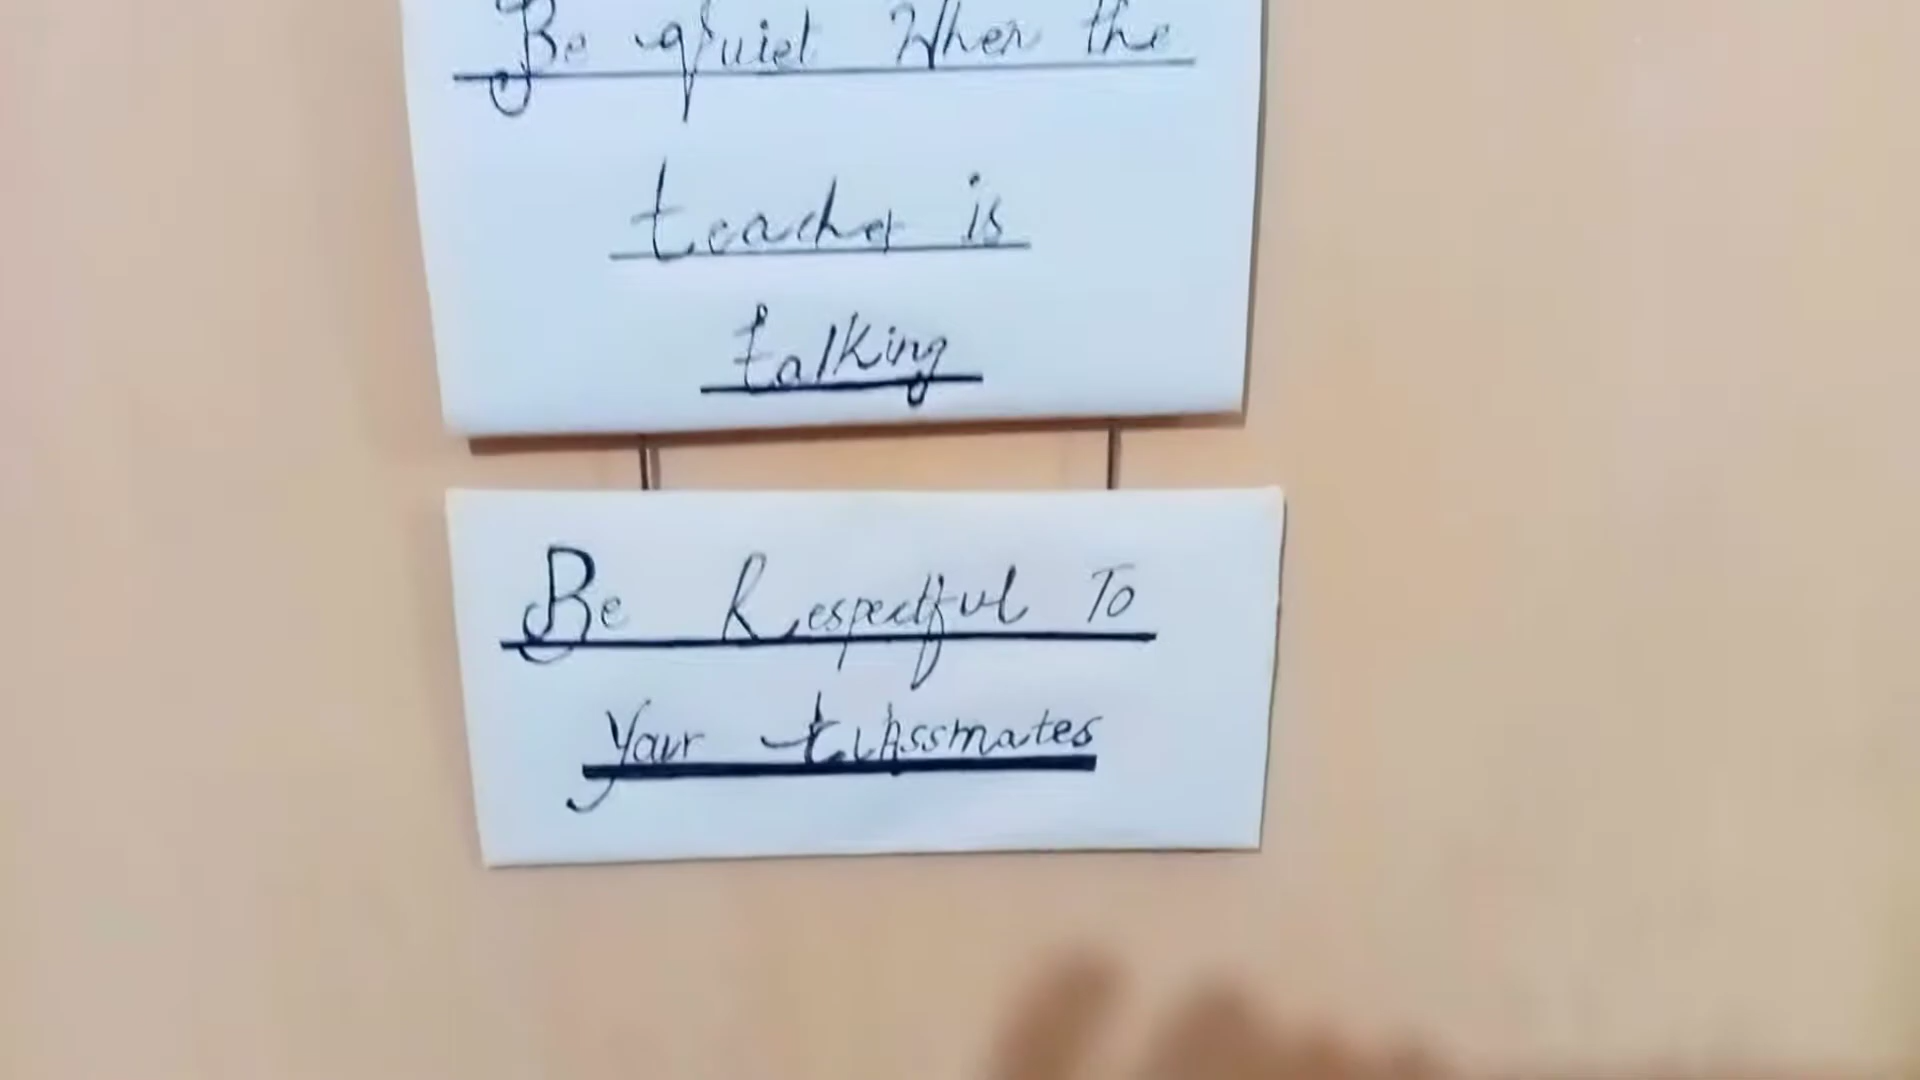 Be quiet When the
teacher is
talking
Be Respectful To
Your classmates